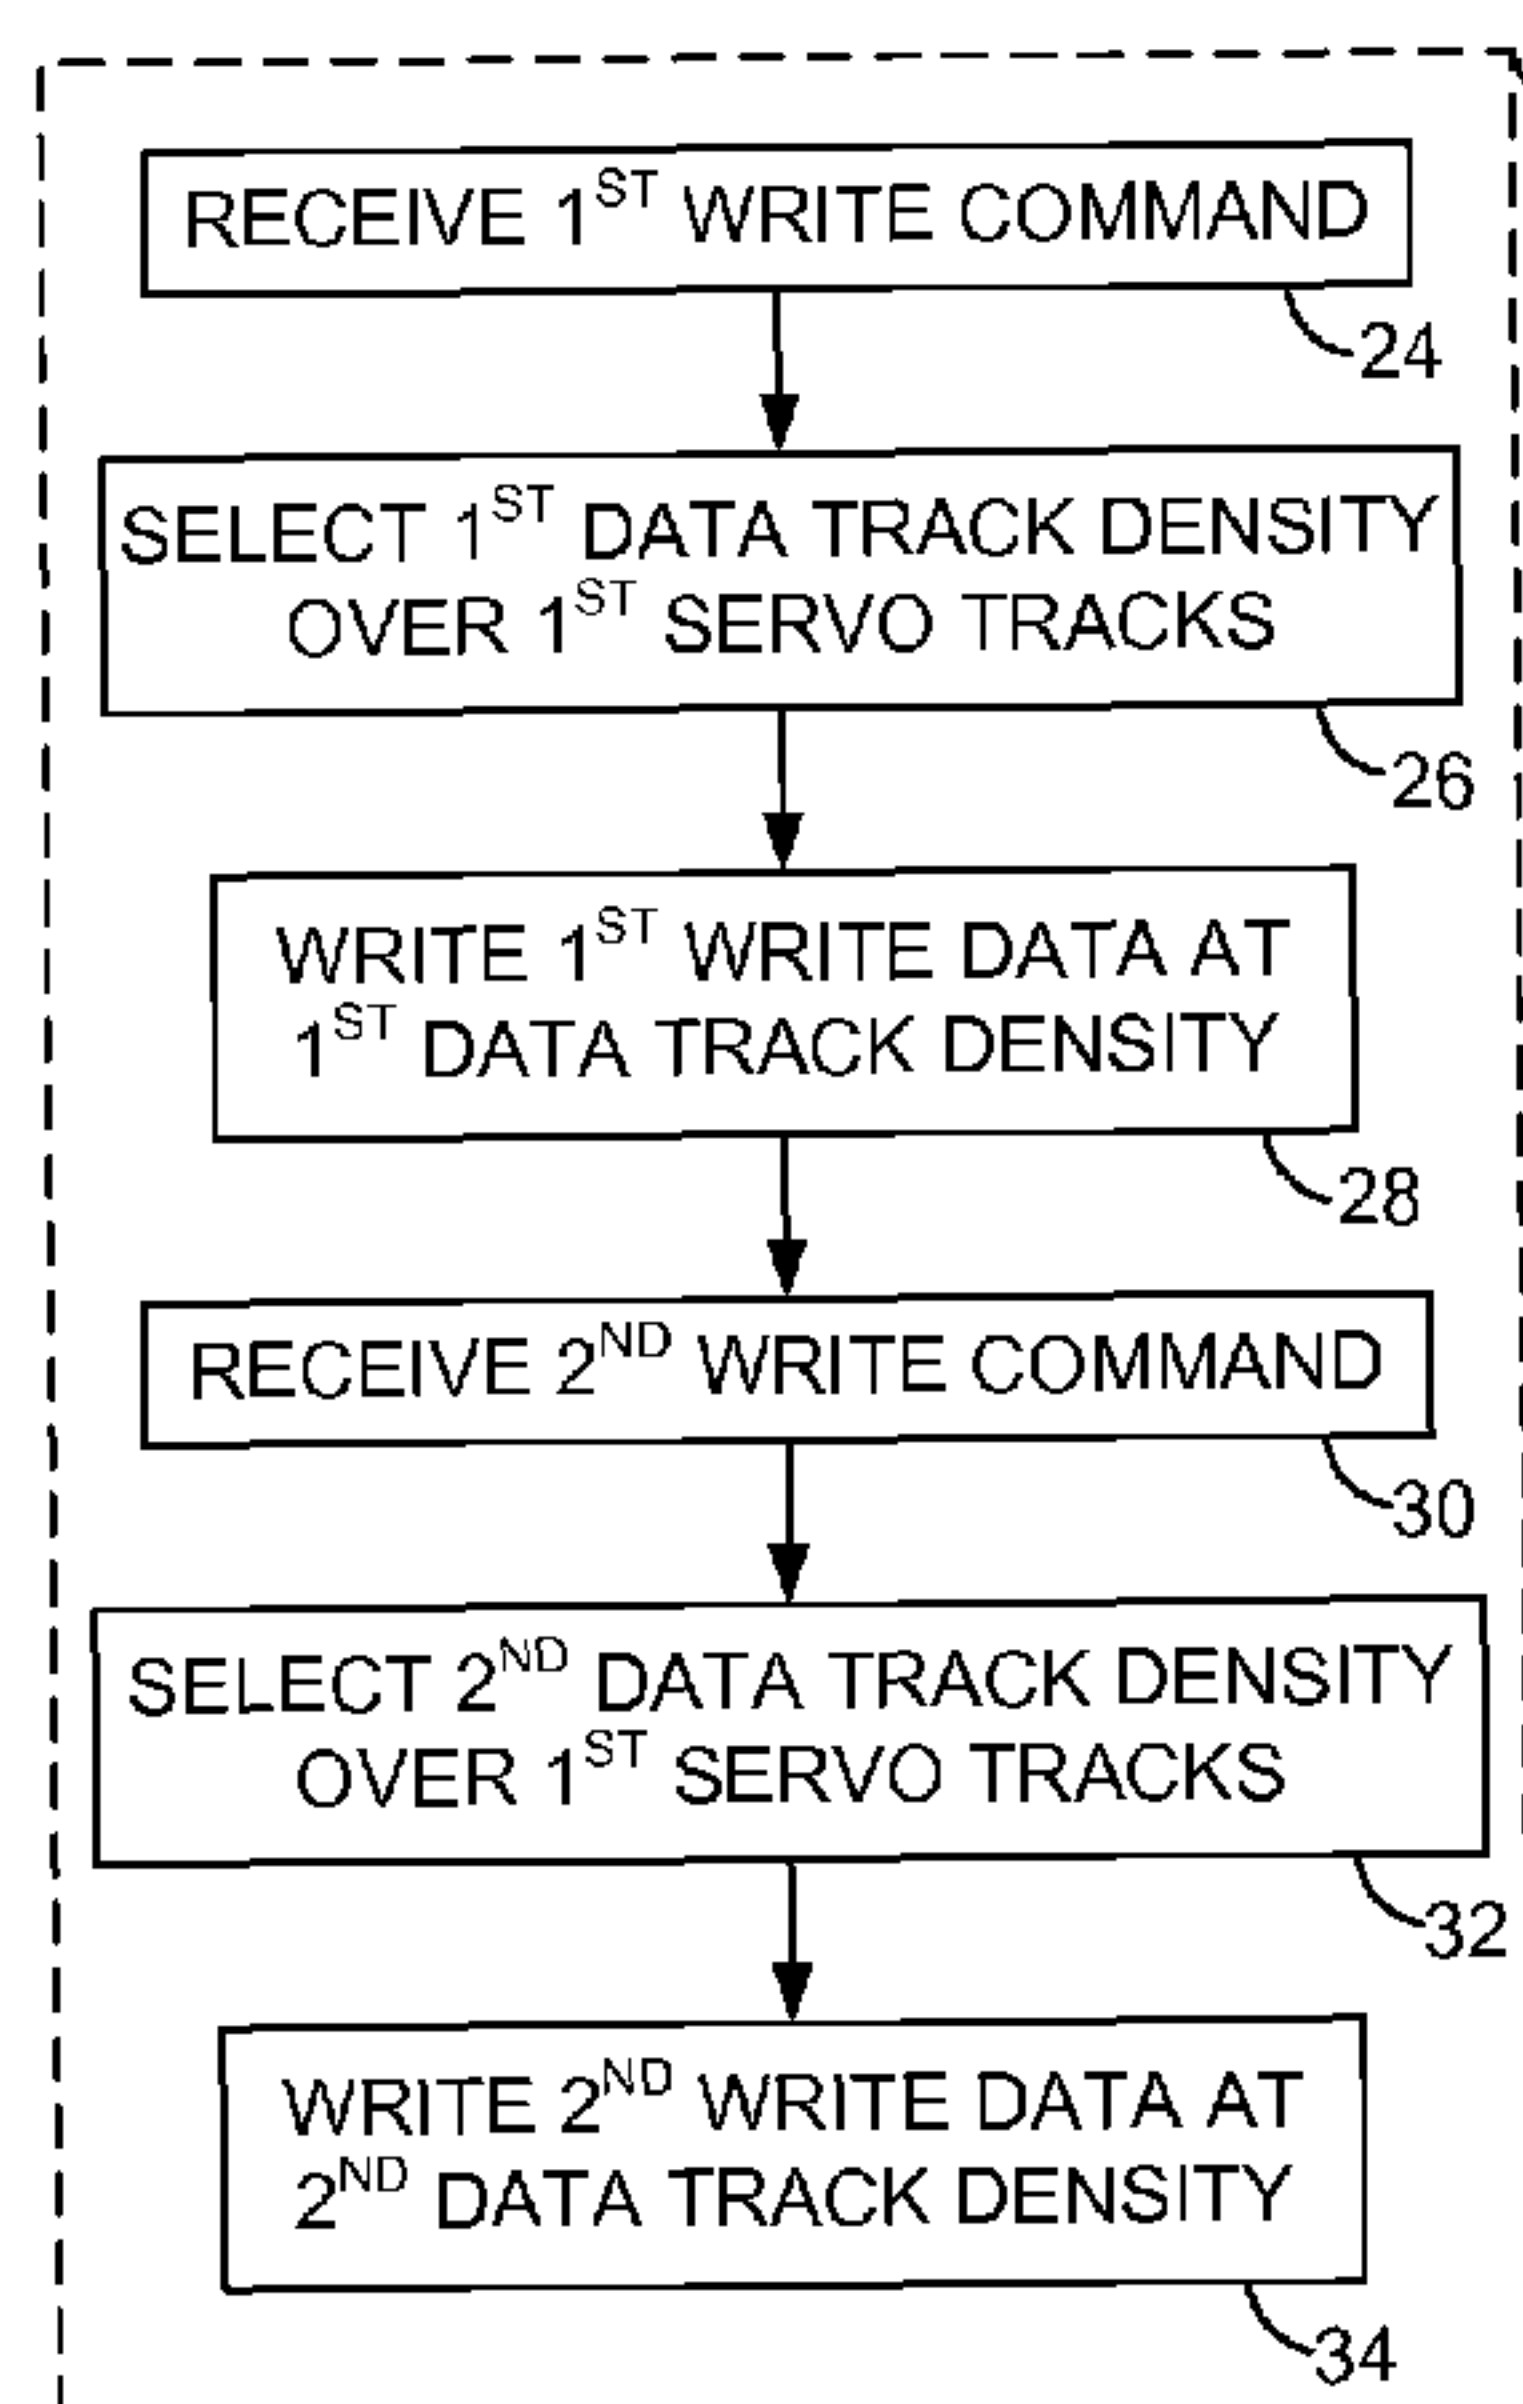 RECEIVE 1ST WRITE COMMAND
24
SELECT 1ST DATA TRACK DENSITY
OVER 1ST SERVO TRACKS
26
WRITE 1ST WRITE DATA AT
1ST DATA TRACK DENSITY
28
RECEIVE 2ND WRITE COMMAND
30
SELECT 2ND DATA TRACK DENSITY
OVER 1ST SERVO TRACKS
32
WRITE 2ND WRITE DATA AT
2ND DATA TRACK DENSITY
34